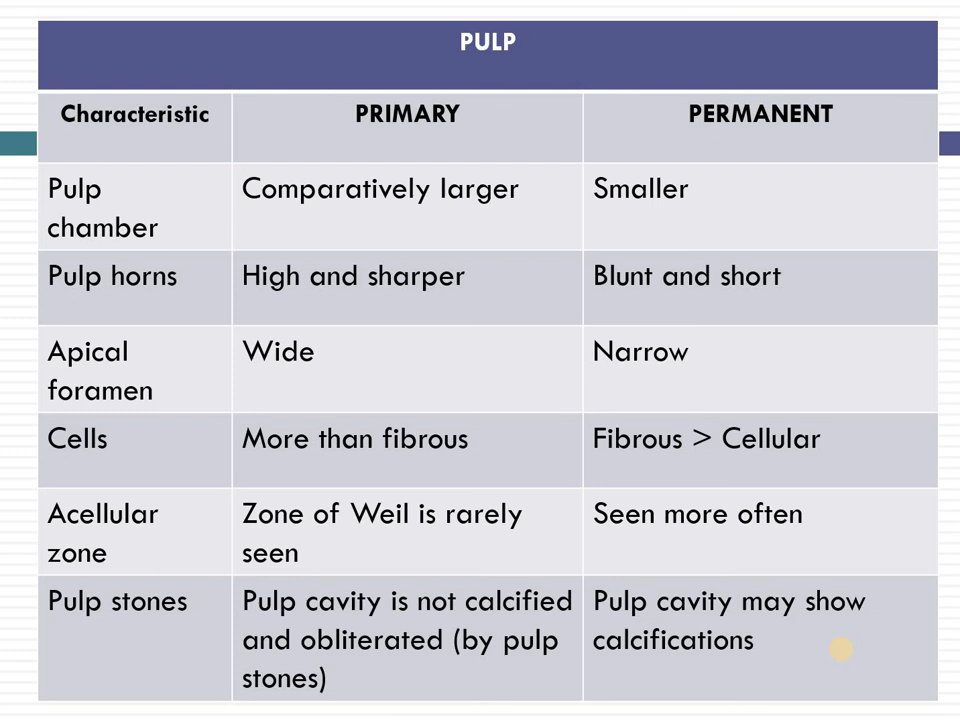 PULP
Characteristic PRIMARY PERMANENT
Pulp chamber Comparatively larger Smaller
Pulp horns High and sharper Blunt and short
Apical foramen Wide Narrow
Cells More than fibrous Fibrous > Cellular
Acellular zone Zone of Weil is rarely seen Seen more often
Pulp stones Pulp cavity is not calcified and obliterated (by pulp stones) Pulp cavity may show calcifications